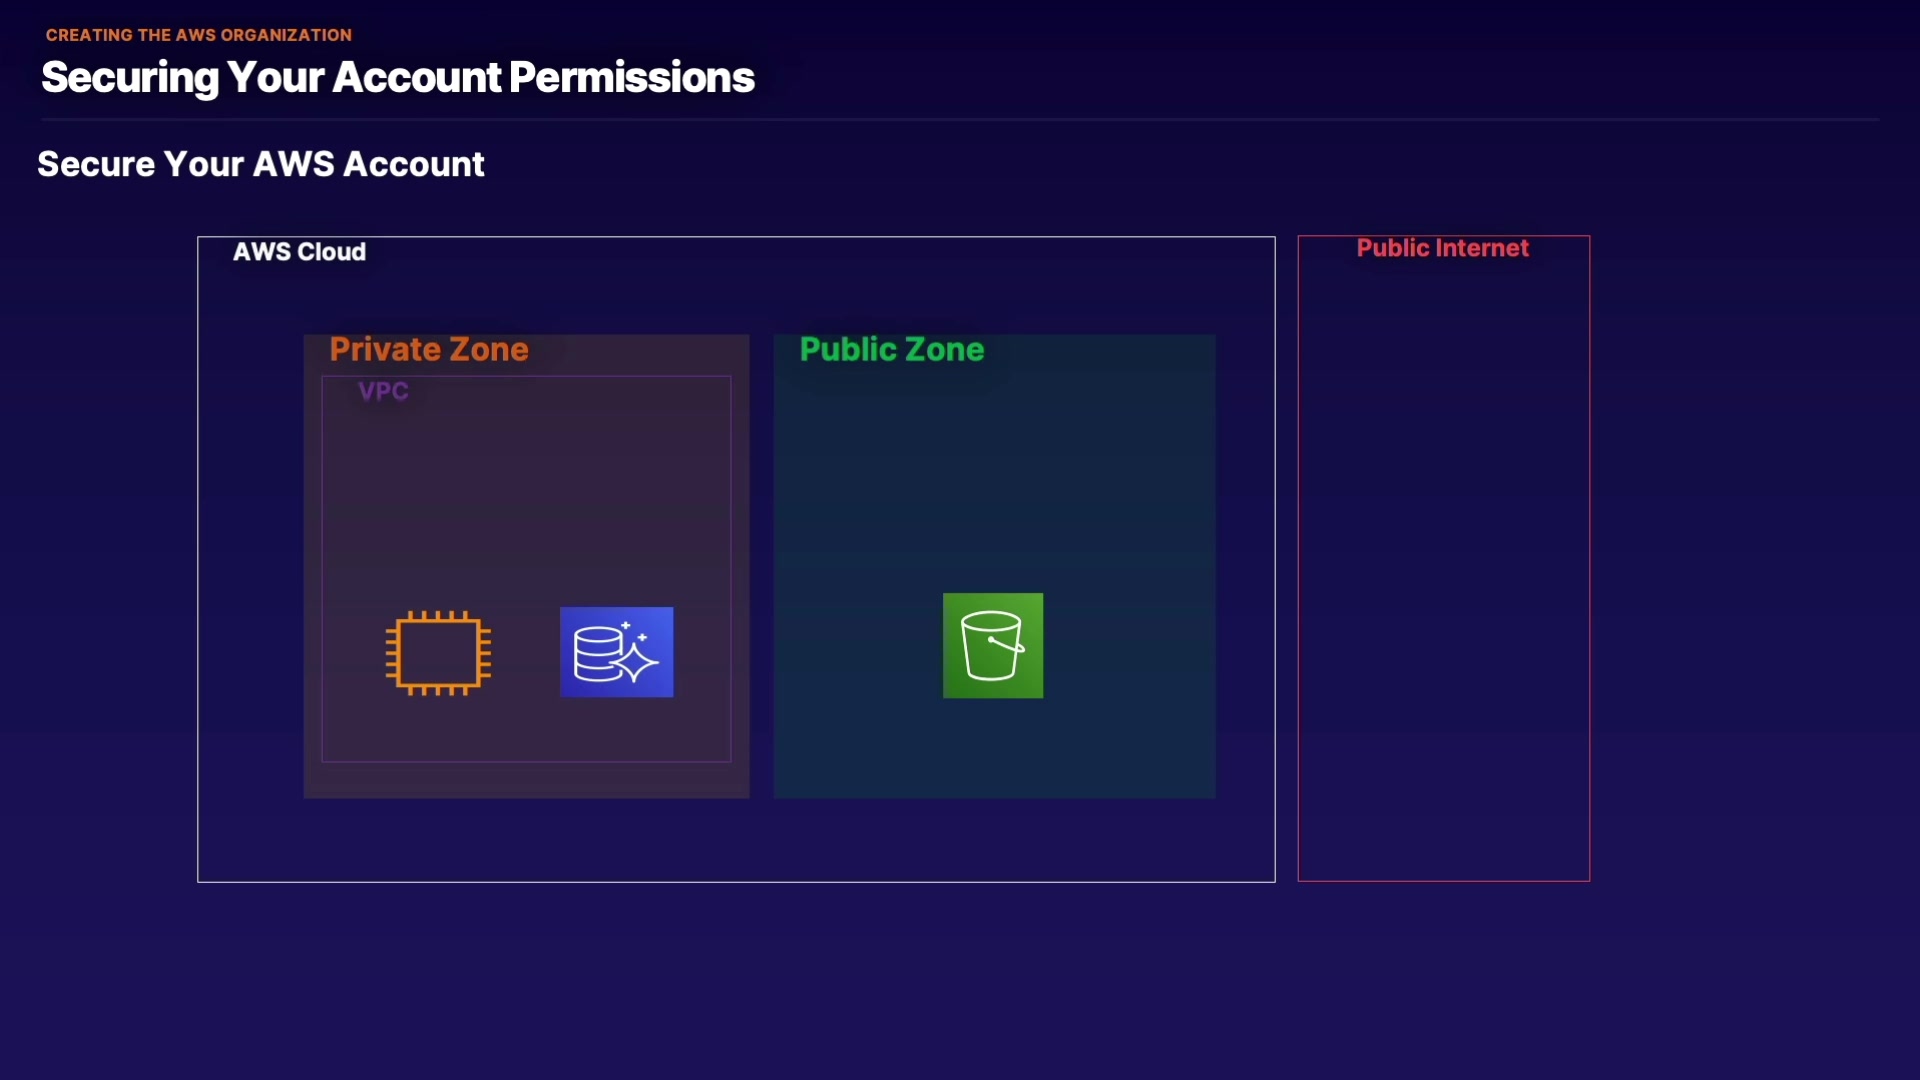 CREATING THE AWS ORGANIZATION
Securing Your Account Permissions
Secure Your AWS Account
AWS Cloud
Public Internet
Private Zone
Public Zone
VPC